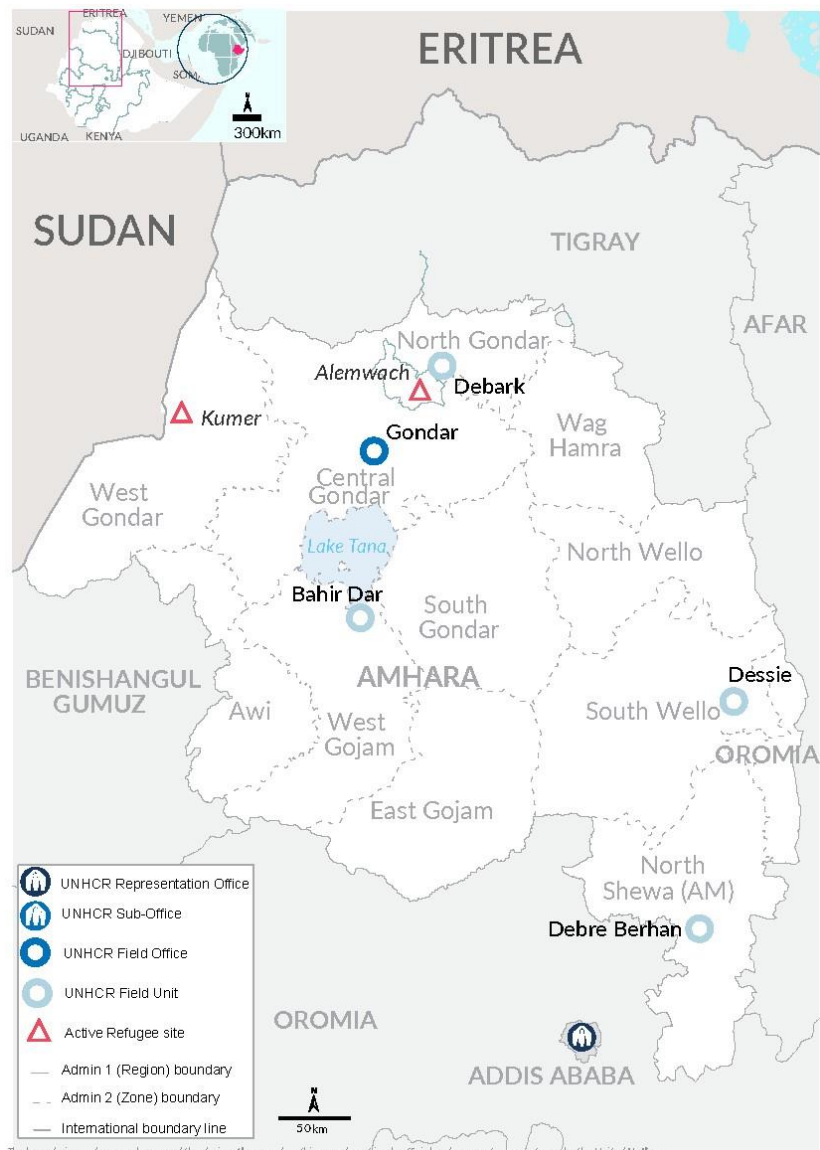 ERITREA
YEMEN
SUDAN
DJIBOUTI
SOM.
UGANDA
KENYA
N
300km
ERITREA
SUDAN
TIGRAY
AFAR
North Gondar
Alemwach
Debark
Kumer
Gondar
Wag
Hamra
Central
Gondar
West
Gondar
Lake Tana
North Wello
Bahir Dar
South
Gondar
BENISHANGUL
GUMUZ
AMHARA
Dessie
Awi
South Wello
West
Gojam
OROMIA
East Gojam
North
Shewa (AM)
Debre Berhan
OROMIA
ADDIS ABABA
UNHCR Representation Office
UNHCR Sub-Office
UNHCR Field Office
UNHCR Field Unit
Active Refugee site
Admin 1 (Region) boundary
Admin 2 (Zone) boundary
International boundary line
N
50km